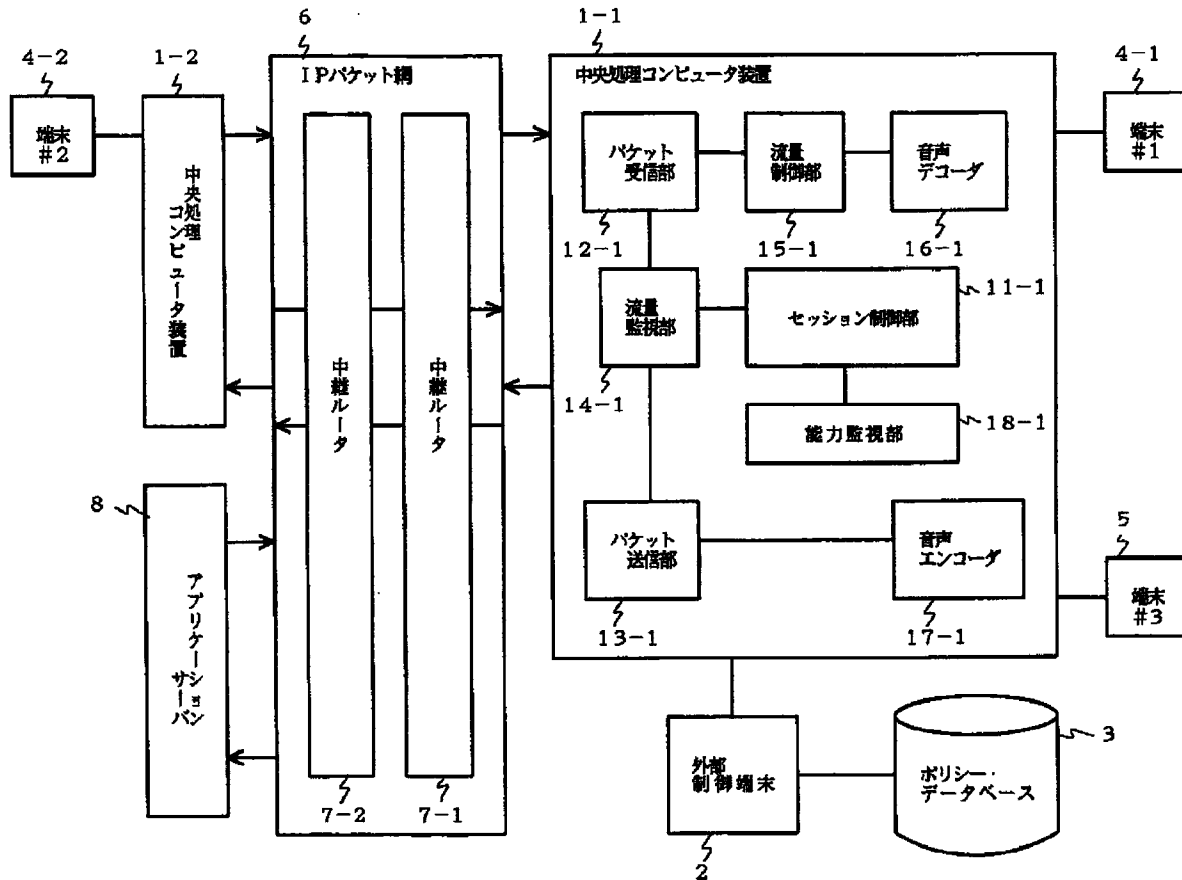 6
1-1
4-2
1-2
4-1
IPパケット網
中央処理コンピュータ装置
端末
#2
中央処理
コンピュータ装置
中継ルータ
中継ルータ
パケット
受信部
流量
制御部
音声
デコーダ
端末
#1
12-1
15-1
16-1
11-1
流量
監視部
セッション制御部
14-1
能力監視部
18-1
8
アプリケーション
サーバ
パケット
送信部
音声
エンコーダ
5
端末
#3
13-1
17-1
7-2
7-1
外部
制御端末
3
ポリシー・
データベース
2